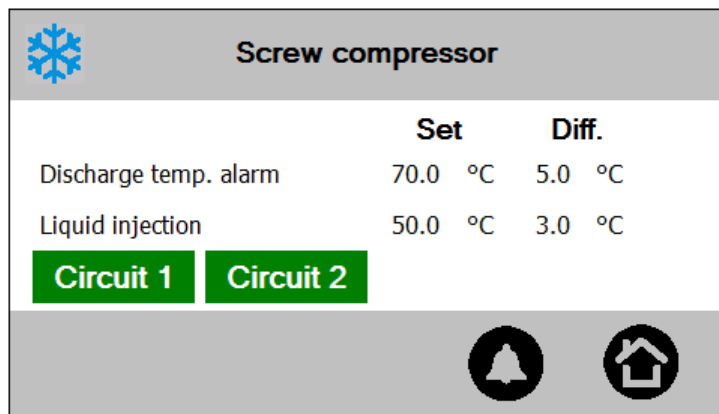 Screw compressor
Set Diff.
Discharge temp. alarm 70.0 °C 5.0 °C
Liquid injection 50.0 °C 3.0 °C
Circuit 1 Circuit 2